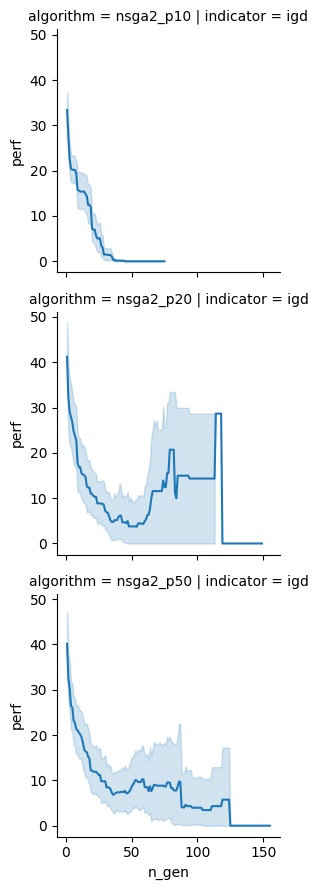 algorithm = nsga2_p10 | indicator = igd
50
40
30
20
10
0
perf
algorithm = nsga2_p20 | indicator = igd
50
40
30
20
10
0
perf
algorithm = nsga2_p50 | indicator = igd
50
40
30
20
10
0
perf
0 50 100 150
n_gen